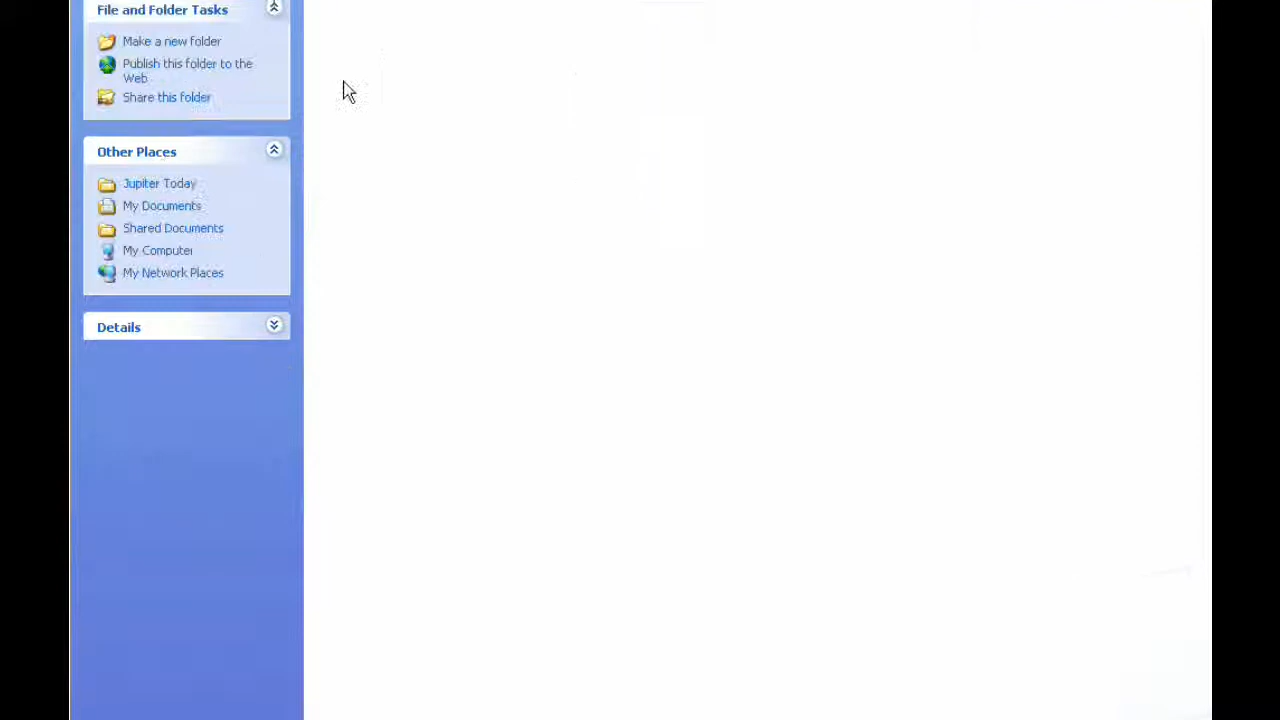 File and Folder Tasks
Make a new folder
Publish this folder to the
Web
Share this folder
Other Places
Jupiter Today
My Documents
Shared Documents
My Computer
My Network Places
Details